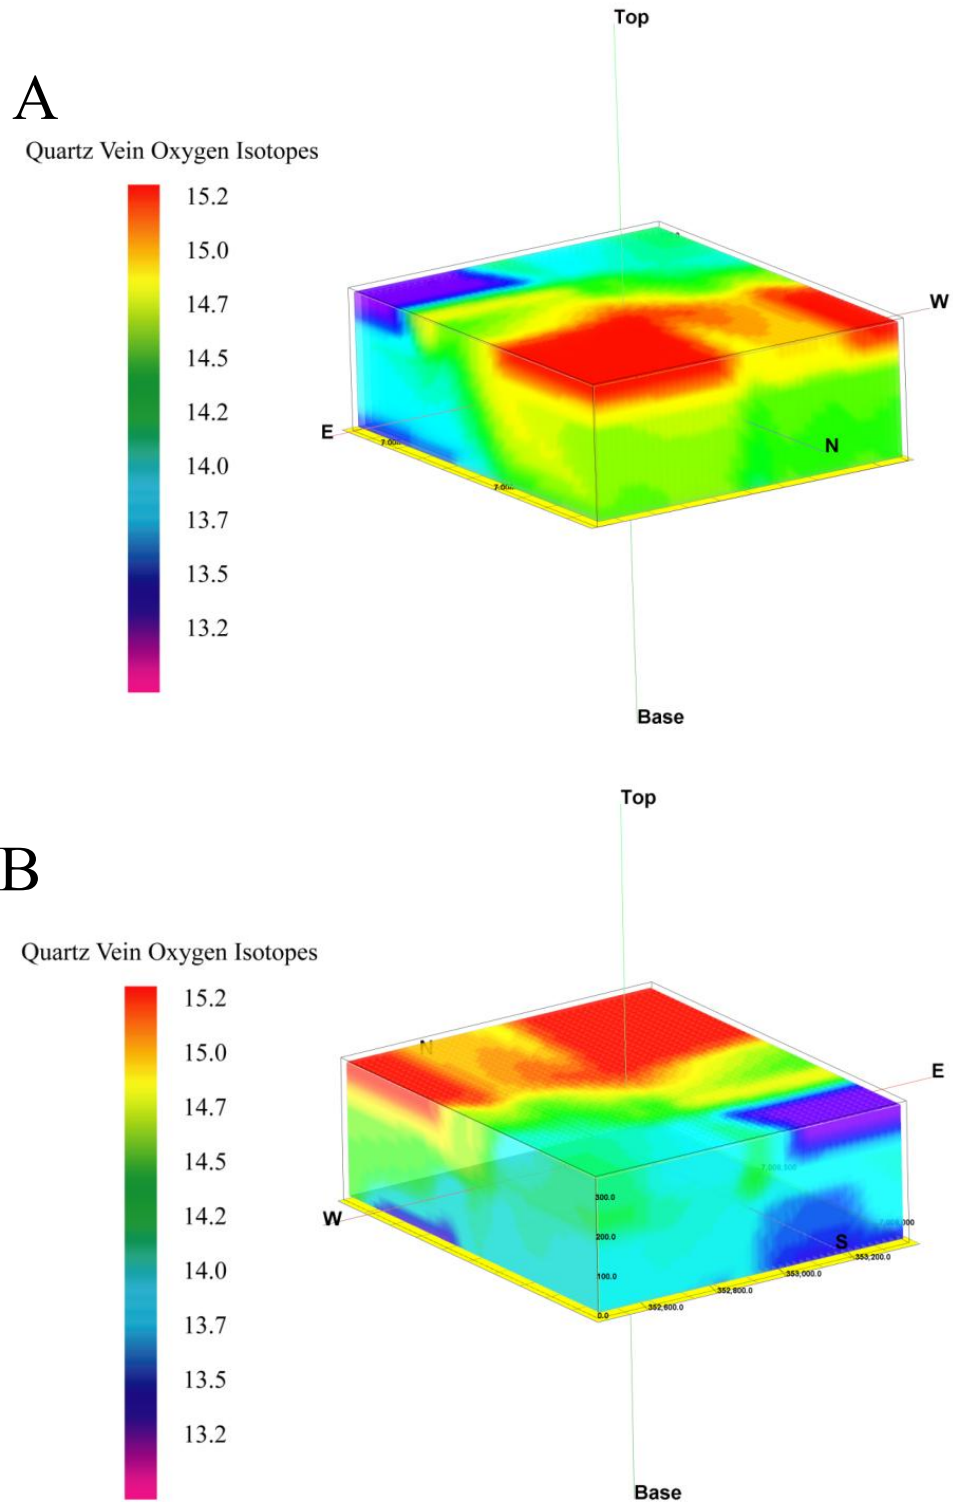 Top
A
Quartz Vein Oxygen Isotopes
15.2
15.0
14.7
14.5
14.2
14.0
13.7
13.5
13.2
W
E
N
Base
Top
B
Quartz Vein Oxygen Isotopes
15.2
15.0
14.7
14.5
14.2
14.0
13.7
13.5
13.2
N
E
W
300.0
200.0
100.0
0.0
S
352,600.0
352,800.0
353,000.0
353,200.0
Base